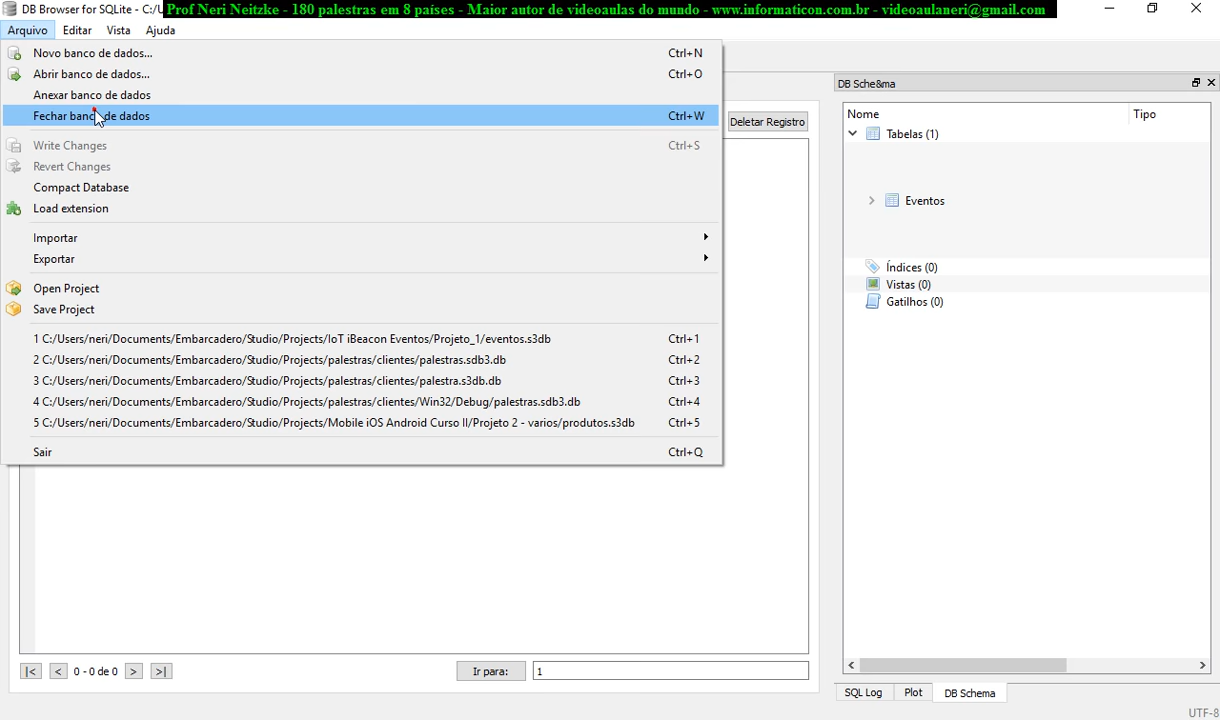 DB Browser for SQLite - C:/U
Prof Neri Neitzke - 180 palestras em 8 países - Maior autor de videoaulas do mundo - www.informaticon.com.br - videoaulaneri@gmail.com
Arquivo Editar Vista Ajuda
Novo banco de dados... Ctrl+N
Abrir banco de dados... Ctrl+O
Anexar banco de dados
Fechar banco de dados Ctrl+W
Write Changes Ctrl+S
Revert Changes
Compact Database
Load extension
Importar
Exportar
Open Project
Save Project
1 C:/Users/neri/Documents/Embarcadero/Studio/Projects/IoT iBeacon Eventos/Projeto_1/eventos.s3db Ctrl+1
2 C:/Users/neri/Documents/Embarcadero/Studio/Projects/palestras/clientes/palestras.sdb3.db Ctrl+2
3 C:/Users/neri/Documents/Embarcadero/Studio/Projects/palestras/clientes/palestra.s3db.db Ctrl+3
4 C:/Users/neri/Documents/Embarcadero/Studio/Projects/palestras/clientes/Win32/Debug/palestras.sdb3.db Ctrl+4
5 C:/Users/neri/Documents/Embarcadero/Studio/Projects/Mobile iOS Android Curso II/Projeto 2 - varios/produtos.s3db Ctrl+5
Sair Ctrl+Q
Deletar Registro
|< < 0 - 0 de 0 > >| Ir para: 1
DB Sche&ma
Nome Tipo
Tabelas (1)
Eventos
Índices (0)
Vistas (0)
Gatilhos (0)
SQL Log Plot DB Schema
UTF-8